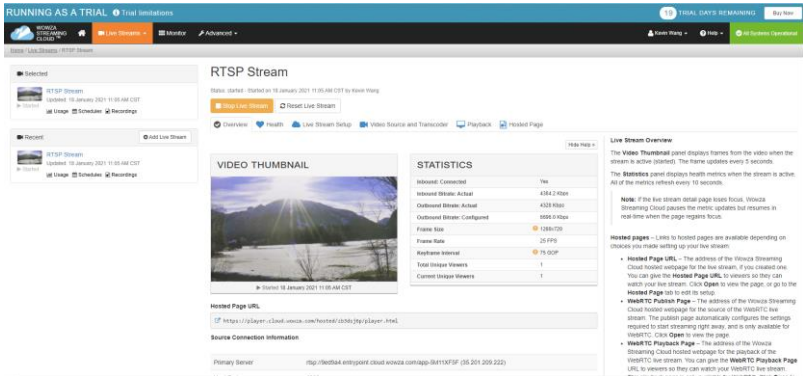 RUNNING AS A TRIAL Trial limitations
19 TRIAL DAYS REMAINING Buy Now
WOWZA
STREAMING
CLOUD™
Live Streams
Monitor
Advanced
Kevin Wang
Help
All Systems Operational
Home / Live Streams / RTSP Stream
Selected
RTSP Stream
Updated: 18 January 2021 11:05 AM CST
Started
Usage Schedules Recordings
Recent
Add Live Stream
RTSP Stream
Updated: 18 January 2021 11:05 AM CST
Started
Usage Schedules Recordings
RTSP Stream
Status: started - Started on 18 January 2021 11:05 AM CST by Kevin Wang
Stop Live Stream
Reset Live Stream
Overview
Health
Live Stream Setup
Video Source and Transcoder
Playback
Hosted Page
Hide Help »
VIDEO THUMBNAIL
Started 18 January 2021 11:05 AM CST
STATISTICS
Inbound: Connected Yes
Inbound Bitrate: Actual 4384.2 Kbps
Outbound Bitrate: Actual 4328 Kbps
Outbound Bitrate: Configured 6696.0 Kbps
Frame Size 1280x720
Frame Rate 25 FPS
Keyframe Interval 75 GOP
Total Unique Viewers 1
Current Unique Viewers 1
Hosted Page URL
Source Connection Information
Primary Server
Live Stream Overview
The Video Thumbnail panel displays frames from the video when the
stream is active (started). The frame updates every 5 seconds.
The Statistics panel displays health metrics when the stream is active.
All of the metrics refresh every 10 seconds.
Note: If the live stream detail page loses focus, Wowza
Streaming Cloud pauses the metric updates but resumes in
real-time when the page regains focus.
Hosted pages – Links to hosted pages are available depending on
choices you made setting up your live stream:
• Hosted Page URL – The address of the Wowza Streaming
Cloud hosted webpage for the live stream, if you created one.
You can give the Hosted Page URL to viewers so they can
watch your live stream. Click Open to view the page, or go to the
Hosted Page tab to edit its setup.
• WebRTC Publish Page – The address of the Wowza Streaming
Cloud hosted webpage for the source of the WebRTC live
stream. The publish page automatically configures the settings
required to start streaming right away, and is only available for
WebRTC. Click Open to view the page.
• WebRTC Playback Page – The address of the Wowza
Streaming Cloud hosted webpage for the playback of the
WebRTC live stream. You can give the WebRTC Playback Page
URL to viewers so they can watch your WebRTC live stream.